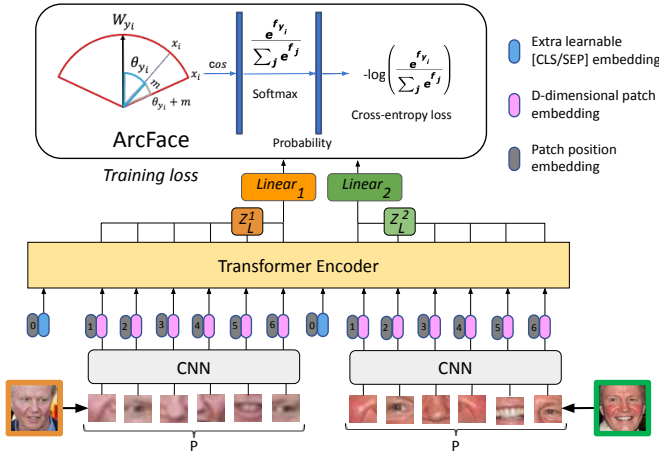 W_{y_i}
x_i
θ_{y_i}
m
x_i
θ_{y_i} + m
cos
e^{f_{y_i}}
∑_j e^{f_j}
Softmax
Probability
-log(e^{f_{y_i}} / ∑_j e^{f_j})
Cross-entropy loss
ArcFace
Training loss
Extra learnable
[CLS/SEP] embedding
D-dimensional patch
embedding
Patch position
embedding
Linear_1
Linear_2
Z_L^1
Z_L^2
Transformer Encoder
0 1 2 3 4 5 6 0 1 2 3 4 5 6
CNN
CNN
P
P